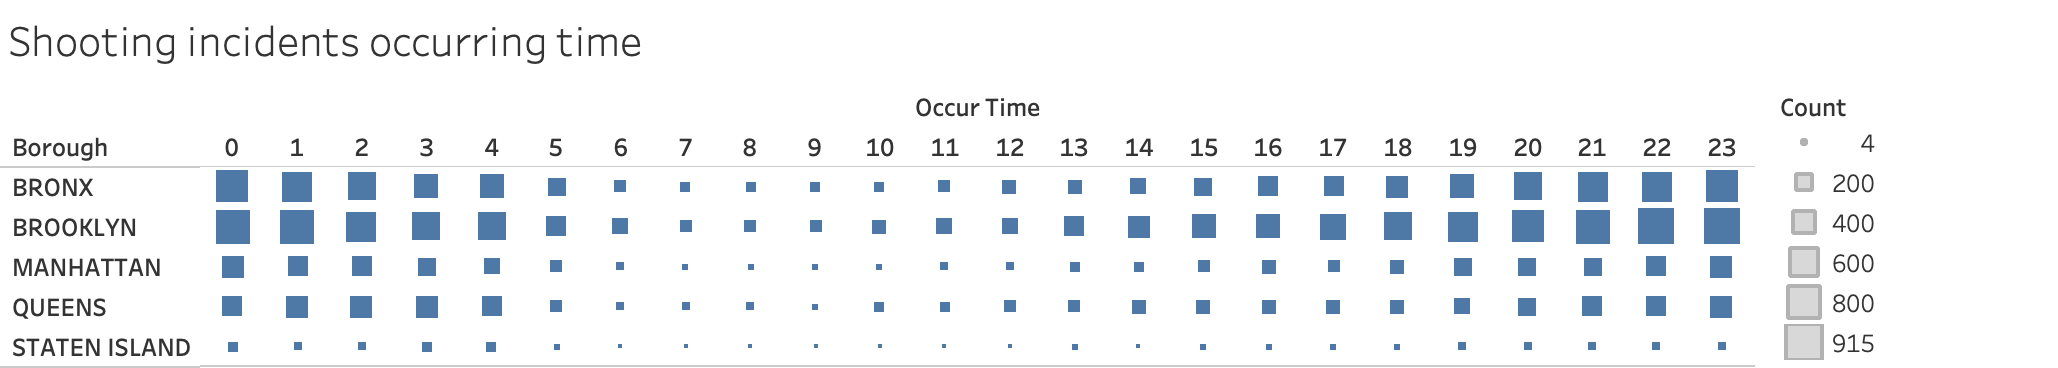 Shooting incidents occurring time
Occur Time
Borough 0 1 2 3 4 5 6 7 8 9 10 11 12 13 14 15 16 17 18 19 20 21 22 23
BRONX
BROOKLYN
MANHATTAN
QUEENS
STATEN ISLAND
Count
4
200
400
600
800
915